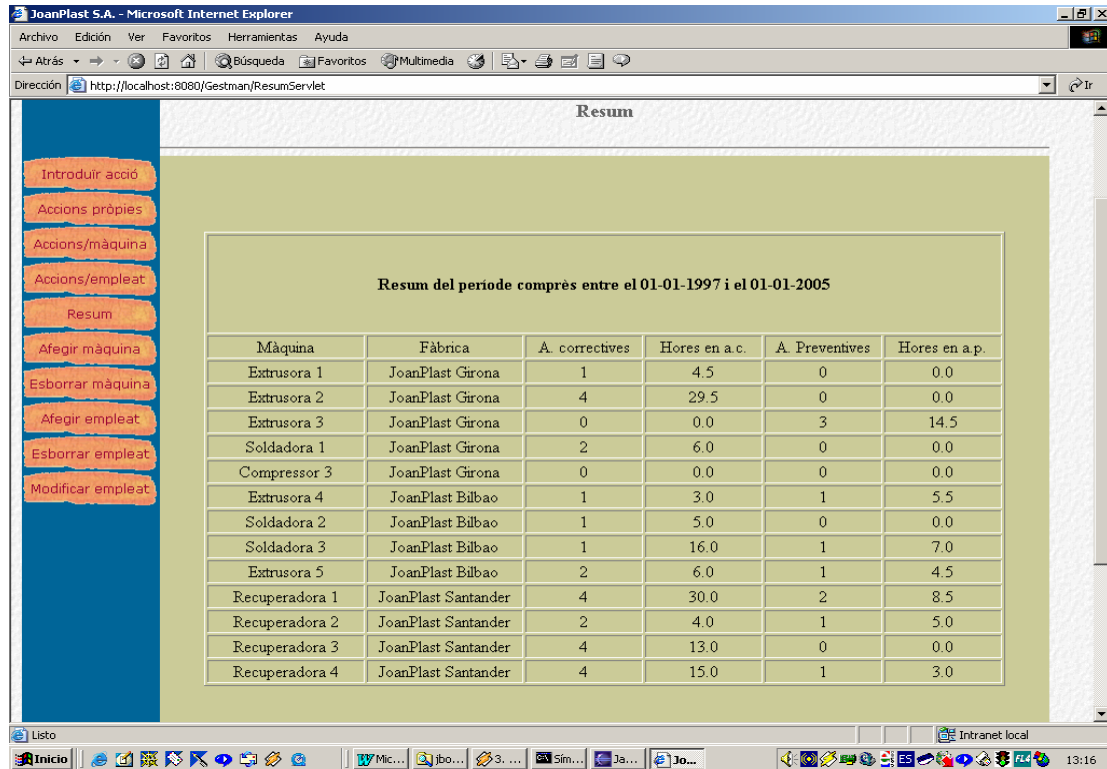 JoanPlast S.A. - Microsoft Internet Explorer
Archivo Edición Ver Favoritos Herramientas Ayuda
Atrás Búsqueda Favoritos Multimedia
Dirección http://localhost:8080/Gestman/ResumServlet Ir
Resum
Introduïr acció
Accions pròpies
Accions/màquina
Accions/empleat
Resum
Afegir màquina
Esborrar màquina
Afegir empleat
Esborrar empleat
Modificar empleat
Resum del període comprès entre el 01-01-1997 i el 01-01-2005
Màquina Fàbrica A. correctives Hores en a.c. A. Preventives Hores en a.p.
Extrusora 1 JoanPlast Girona 1 4.5 0 0.0
Extrusora 2 JoanPlast Girona 4 29.5 0 0.0
Extrusora 3 JoanPlast Girona 0 0.0 3 14.5
Soldadora 1 JoanPlast Girona 2 6.0 0 0.0
Compressor 3 JoanPlast Girona 0 0.0 0 0.0
Extrusora 4 JoanPlast Bilbao 1 3.0 1 5.5
Soldadora 2 JoanPlast Bilbao 1 5.0 0 0.0
Soldadora 3 JoanPlast Bilbao 1 16.0 1 7.0
Extrusora 5 JoanPlast Bilbao 2 6.0 1 4.5
Recuperadora 1 JoanPlast Santander 4 30.0 2 8.5
Recuperadora 2 JoanPlast Santander 2 4.0 1 5.0
Recuperadora 3 JoanPlast Santander 4 13.0 0 0.0
Recuperadora 4 JoanPlast Santander 4 15.0 1 3.0
Listo Intranet local
Inicio Mic... jbo... 3. ... Sím... Ja... Jo... ES FL4 13:16